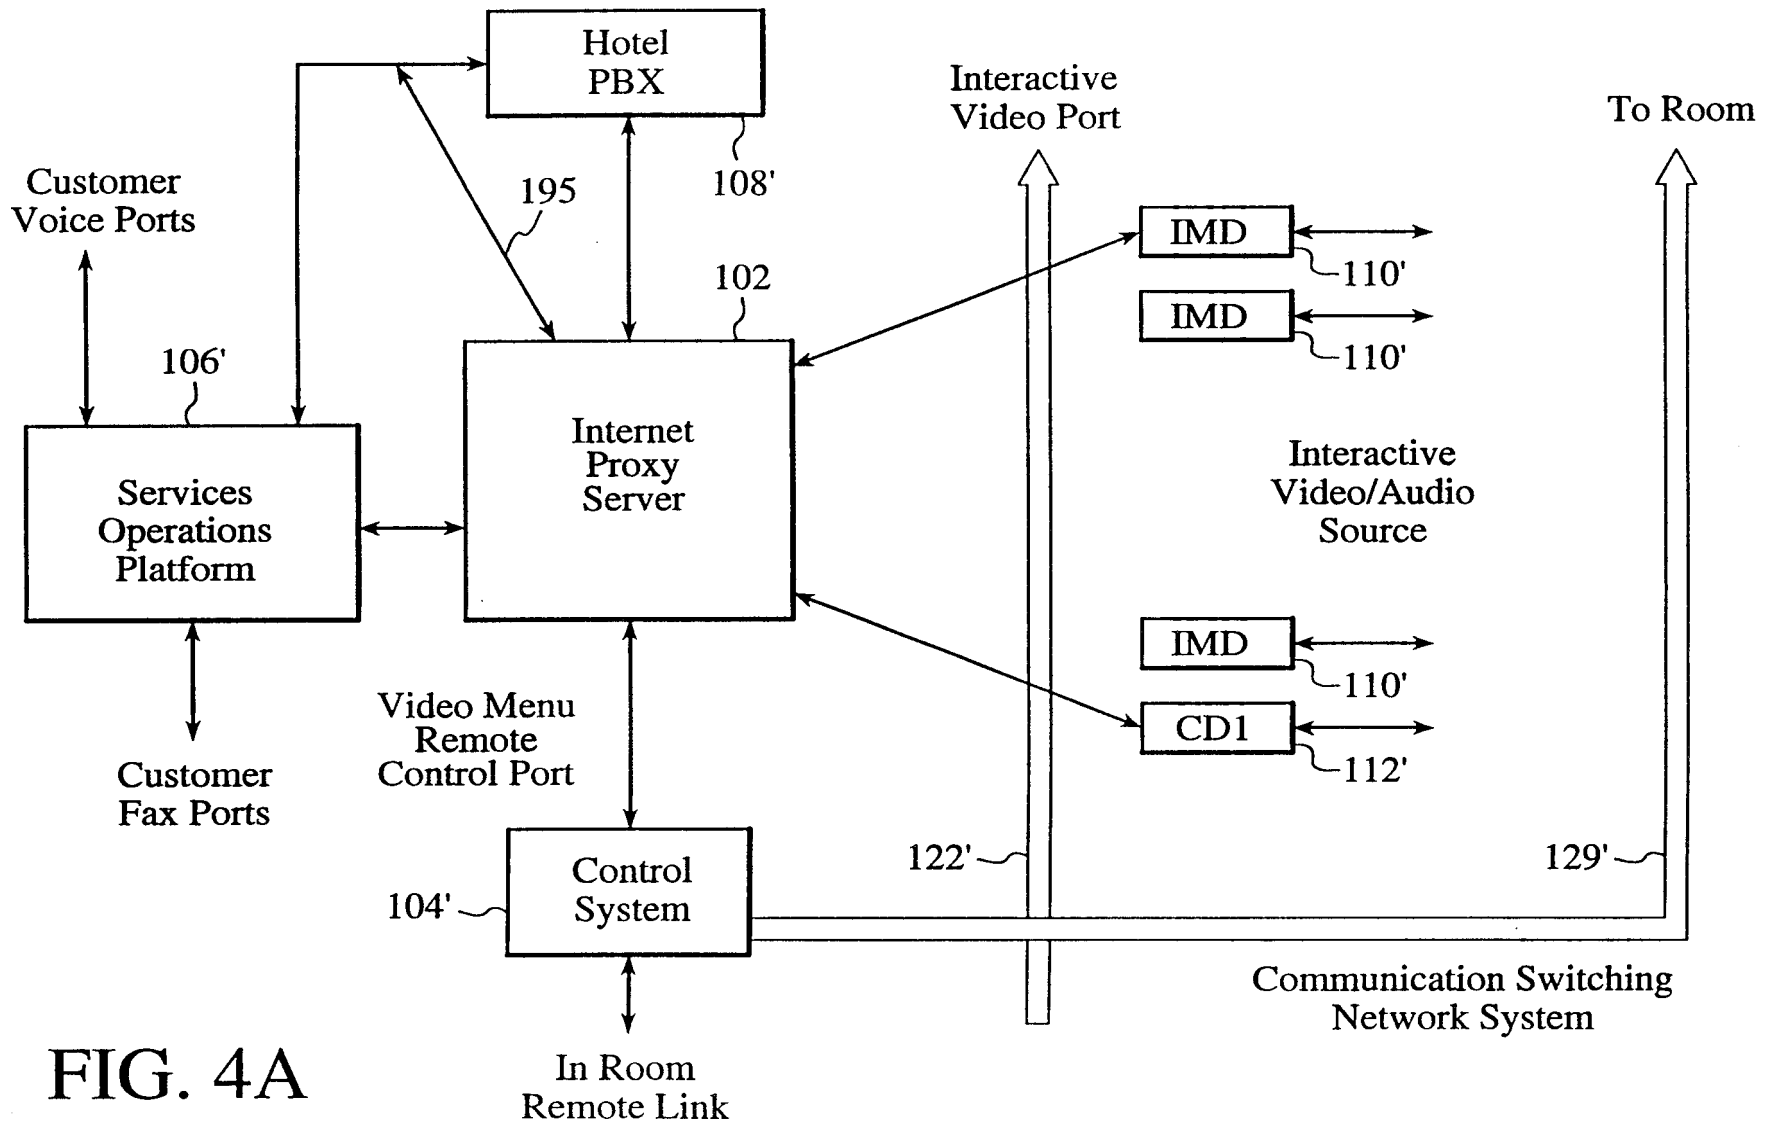 Hotel
PBX
108'
Interactive
Video Port
To Room
Customer
Voice Ports
195
102
IMD
110'
IMD
110'
106'
Services
Operations
Platform
Internet
Proxy
Server
Interactive
Video/Audio
Source
IMD
110'
CD1
112'
Video Menu
Remote
Control Port
Customer
Fax Ports
Control
System
104'
122'
129'
Communication Switching
Network System
In Room
Remote Link
FIG. 4A